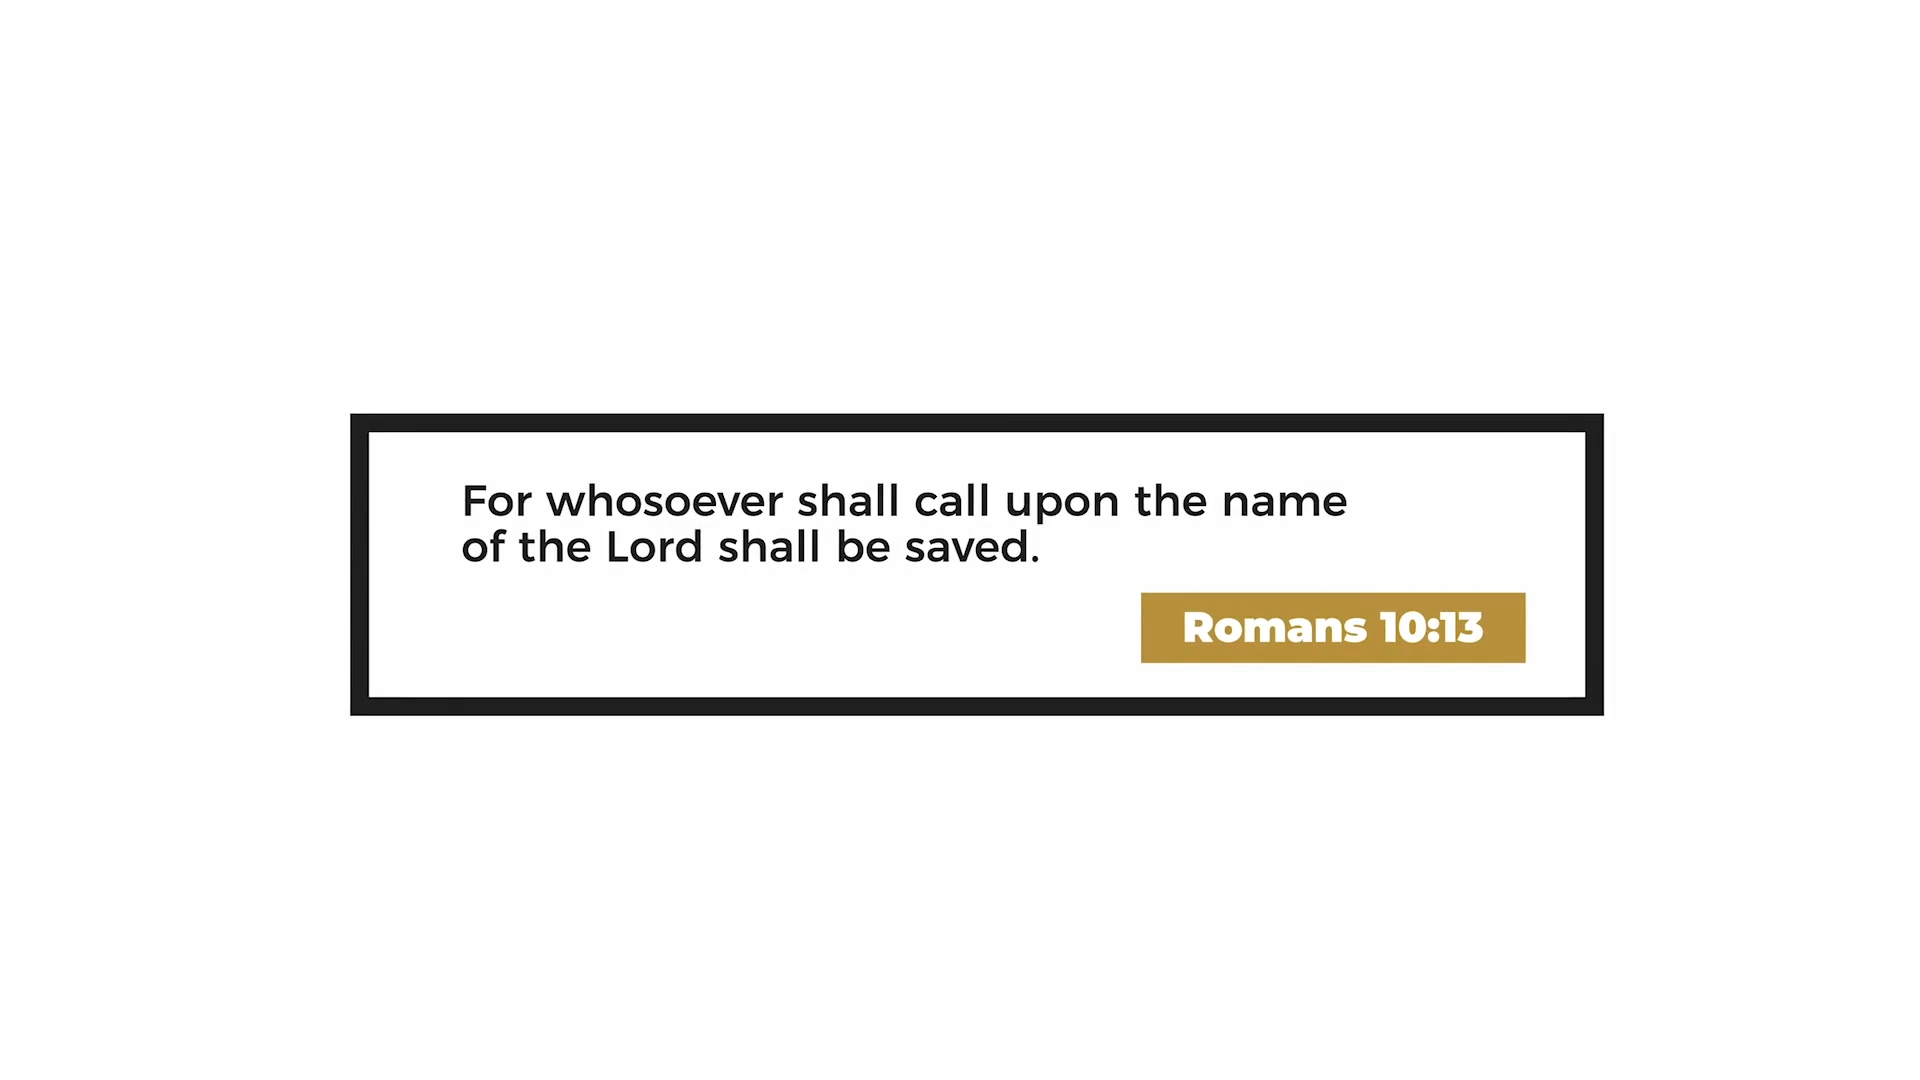 For whosoever shall call upon the name
of the Lord shall be saved.
Romans 10:13